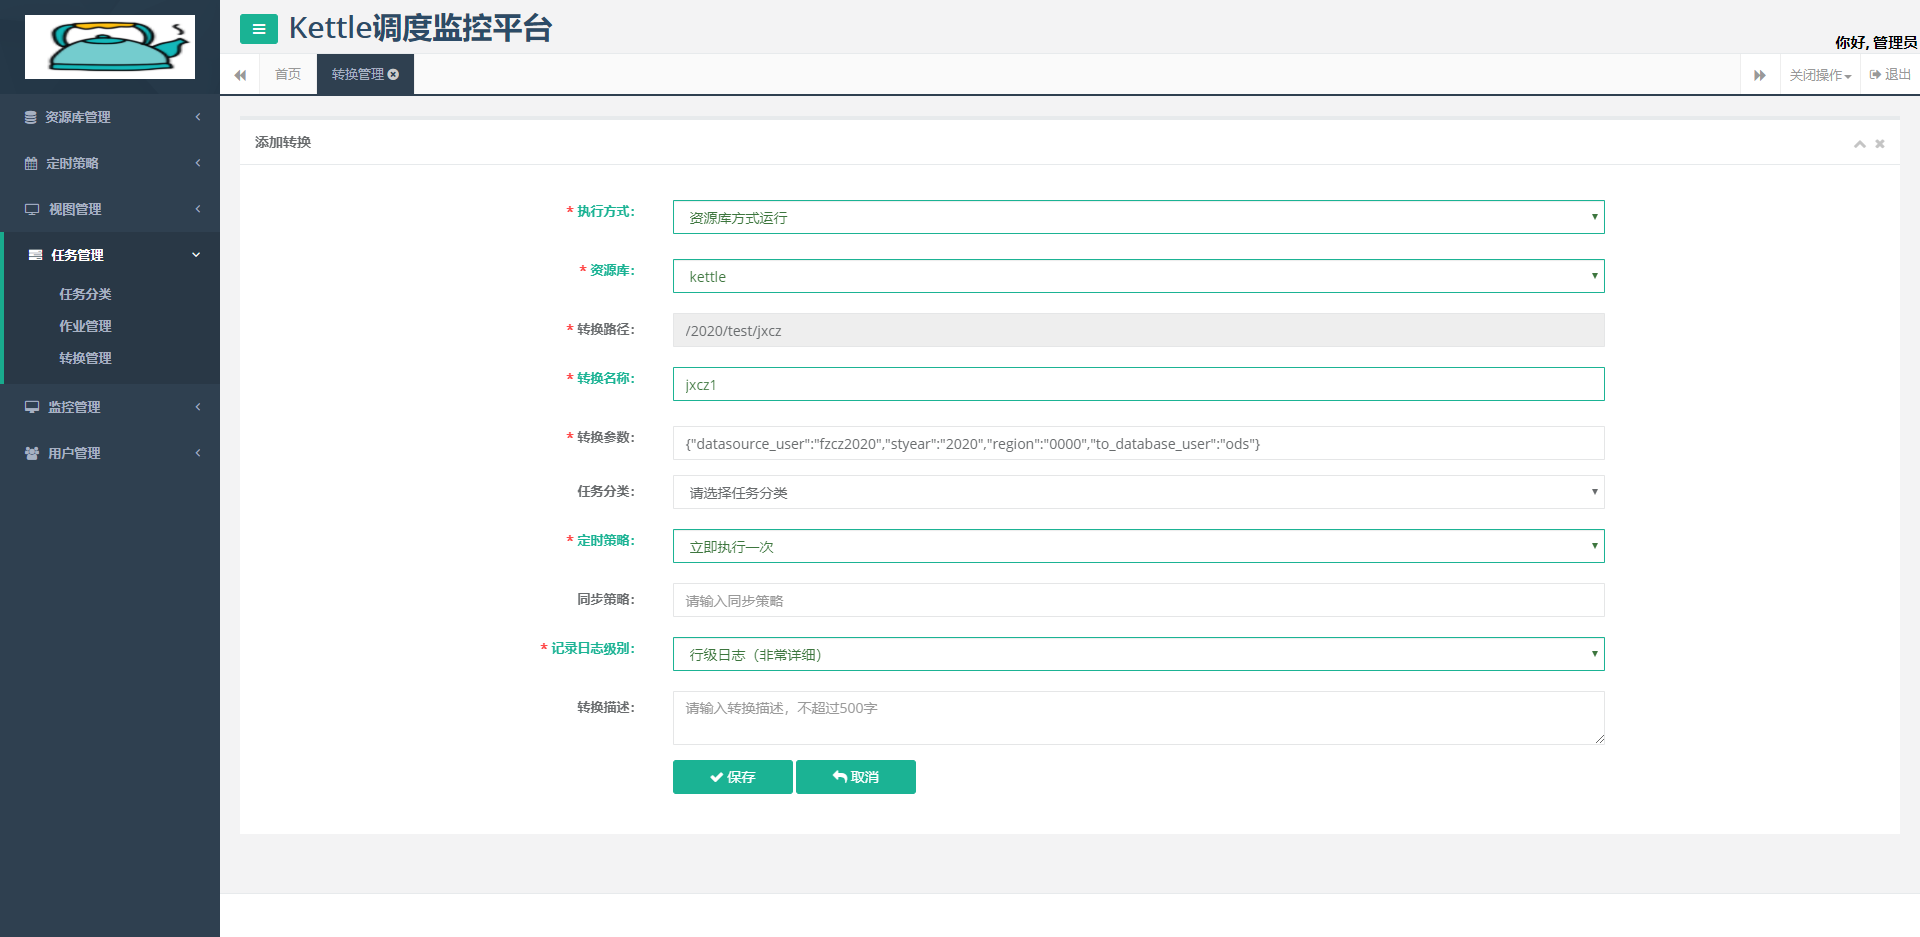 Kettle调度监控平台
你好, 管理员
首页
转换管理
关闭操作
退出
资源库管理
定时策略
视图管理
任务管理
任务分类
作业管理
转换管理
监控管理
用户管理
添加转换
* 执行方式：
资源库方式运行
* 资源库：
kettle
* 转换路径：
/2020/test/jxcz
* 转换名称：
jxcz1
* 转换参数：
{"datasource_user":"fzcz2020","styear":"2020","region":"0000","to_database_user":"ods"}
任务分类：
请选择任务分类
* 定时策略：
立即执行一次
同步策略：
请输入同步策略
* 记录日志级别：
行级日志（非常详细）
转换描述：
请输入转换描述，不超过500字
保存
取消